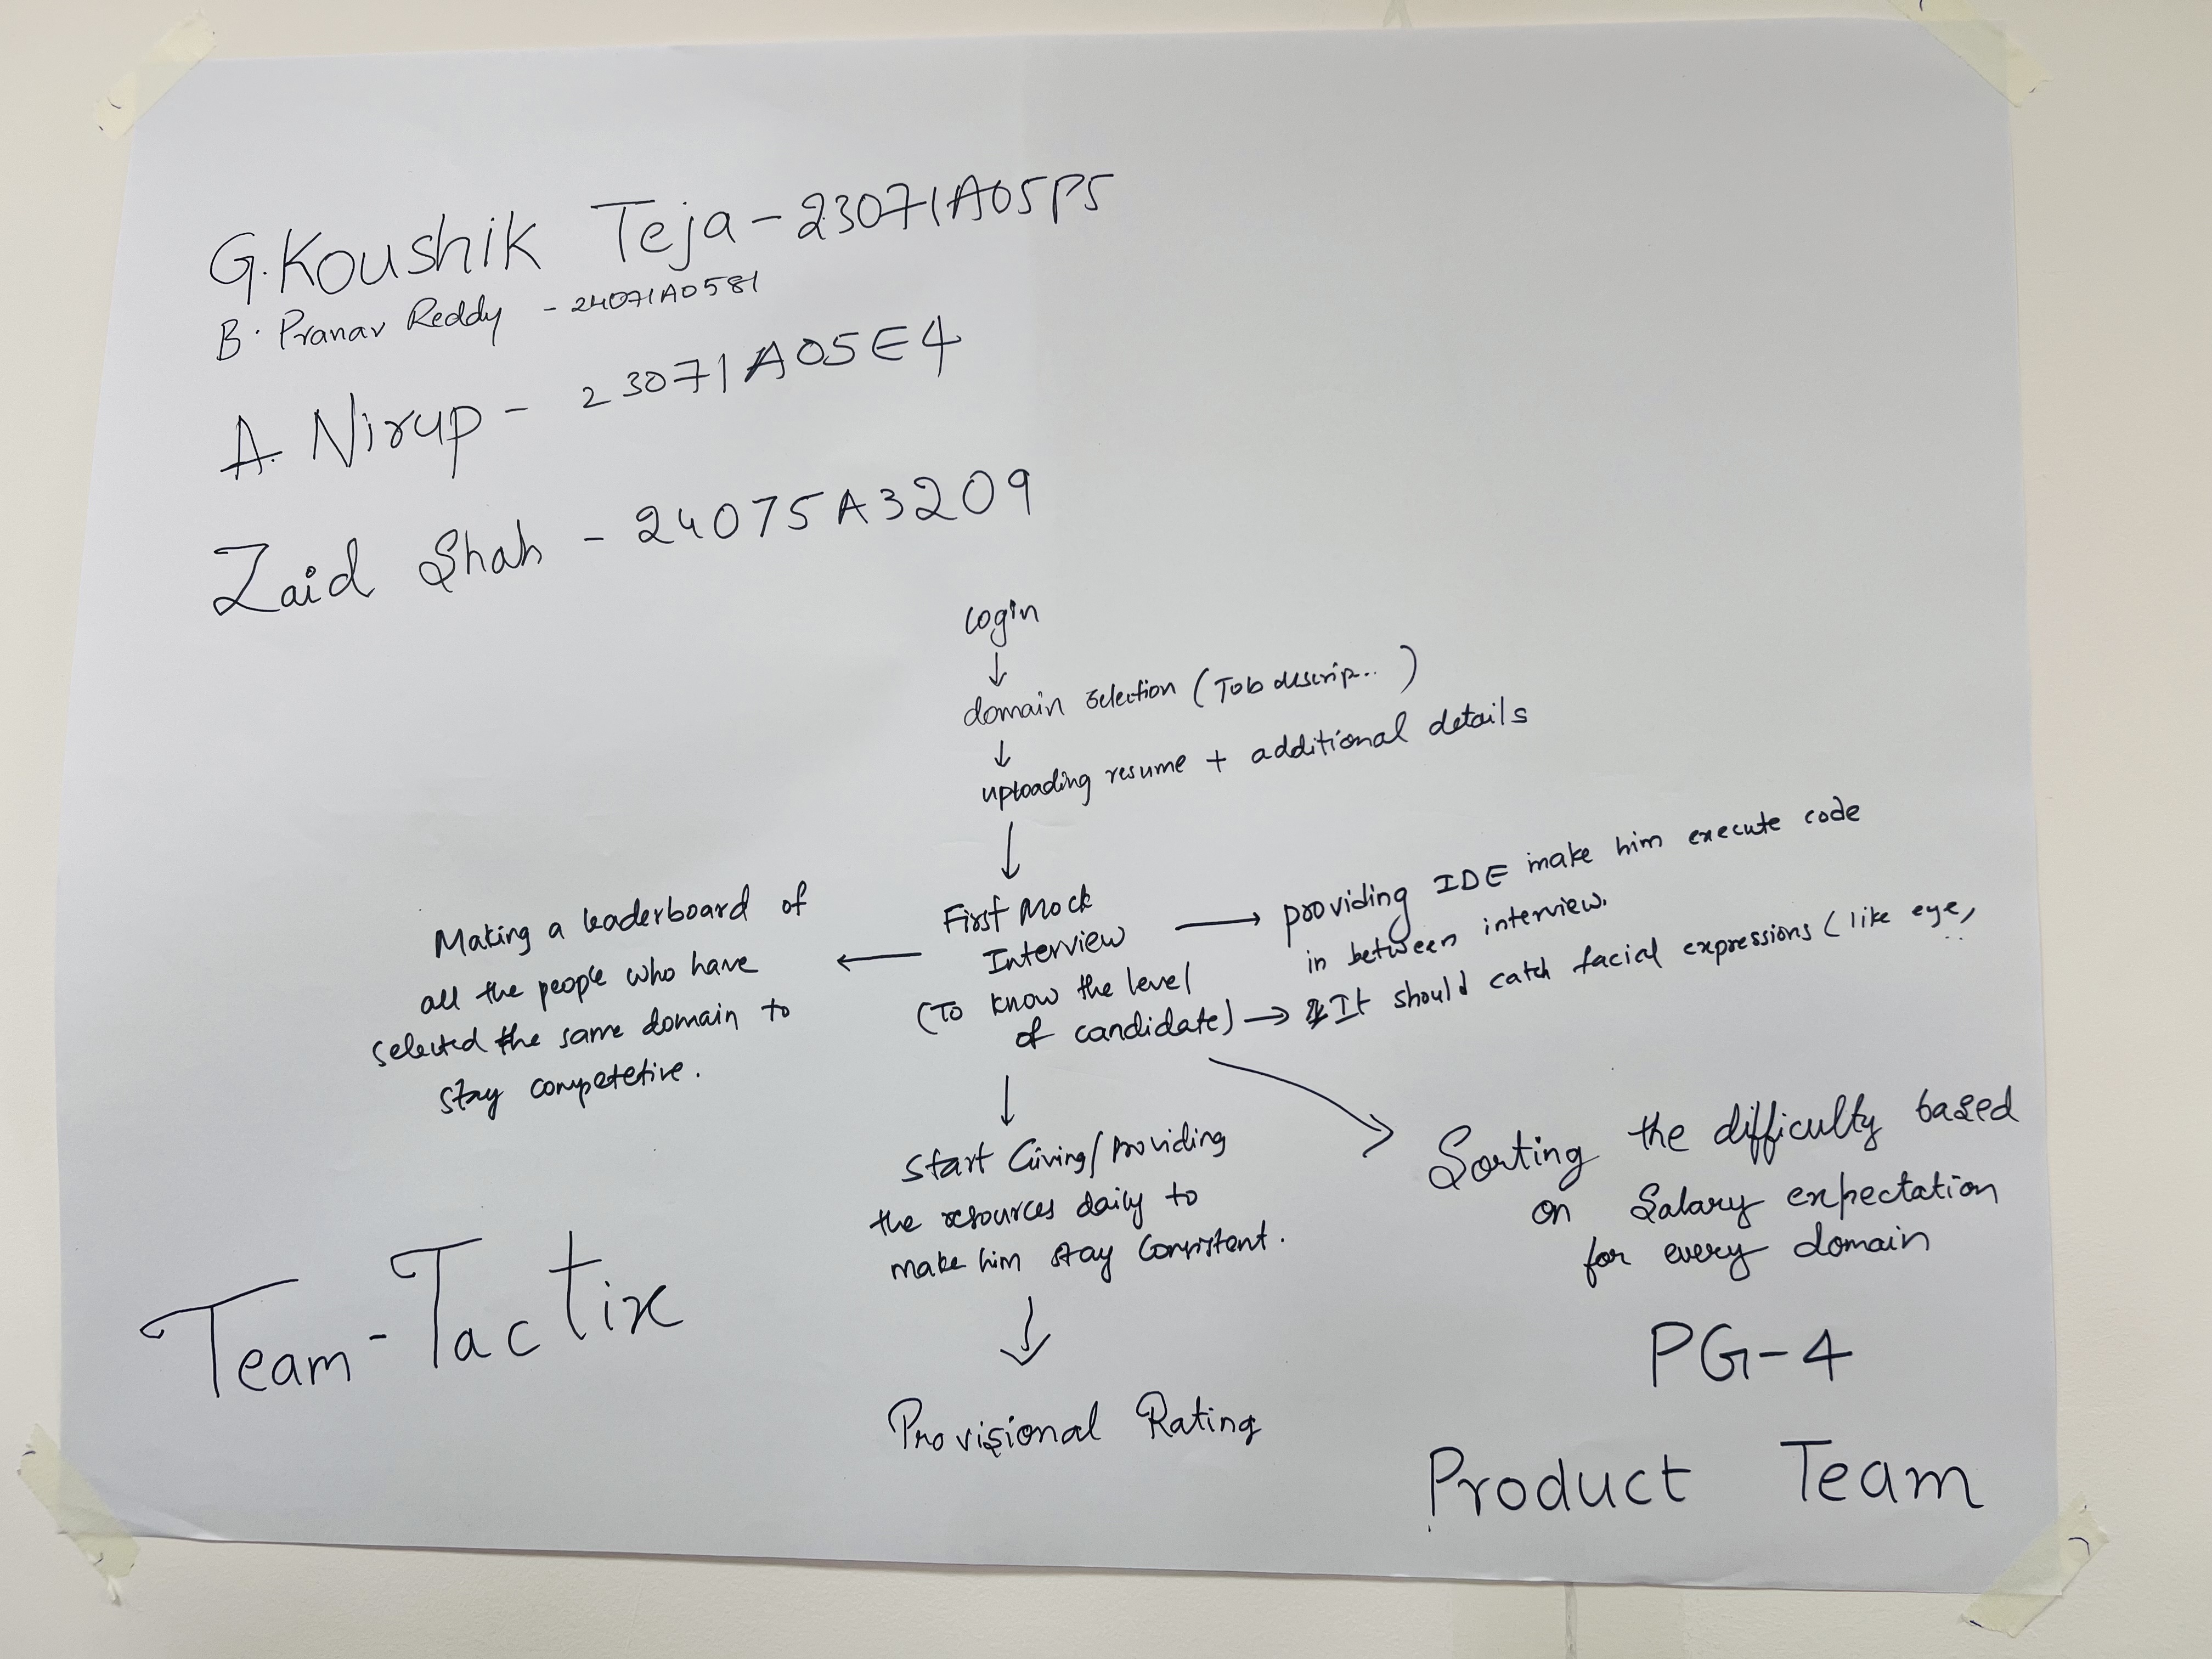 G. Koushik Teja - 23071A05P5
B. Pranav Reddy - 24071A0581
A. Nirup - 23071A05E4
Zaid Shah - 24075A3209
login
↓
domain selection (Job descrip...)
↓
uploading resume + additional details
↓
First Mock
Interview
(To know the level
of candidate)
→ providing IDE make him execute code
in between interview.
→ It should catch facial expressions (like eye, ..
← Making a leaderboard of
all the people who have
selected the same domain to
stay competetive.
↓
Start Giving/Providing
the resources daily to
make him stay Consistent.
↓
Provisional Rating
Sorting the difficulty based
on Salary expectation
for every domain
Team-Tactix
PG-4
Product Team